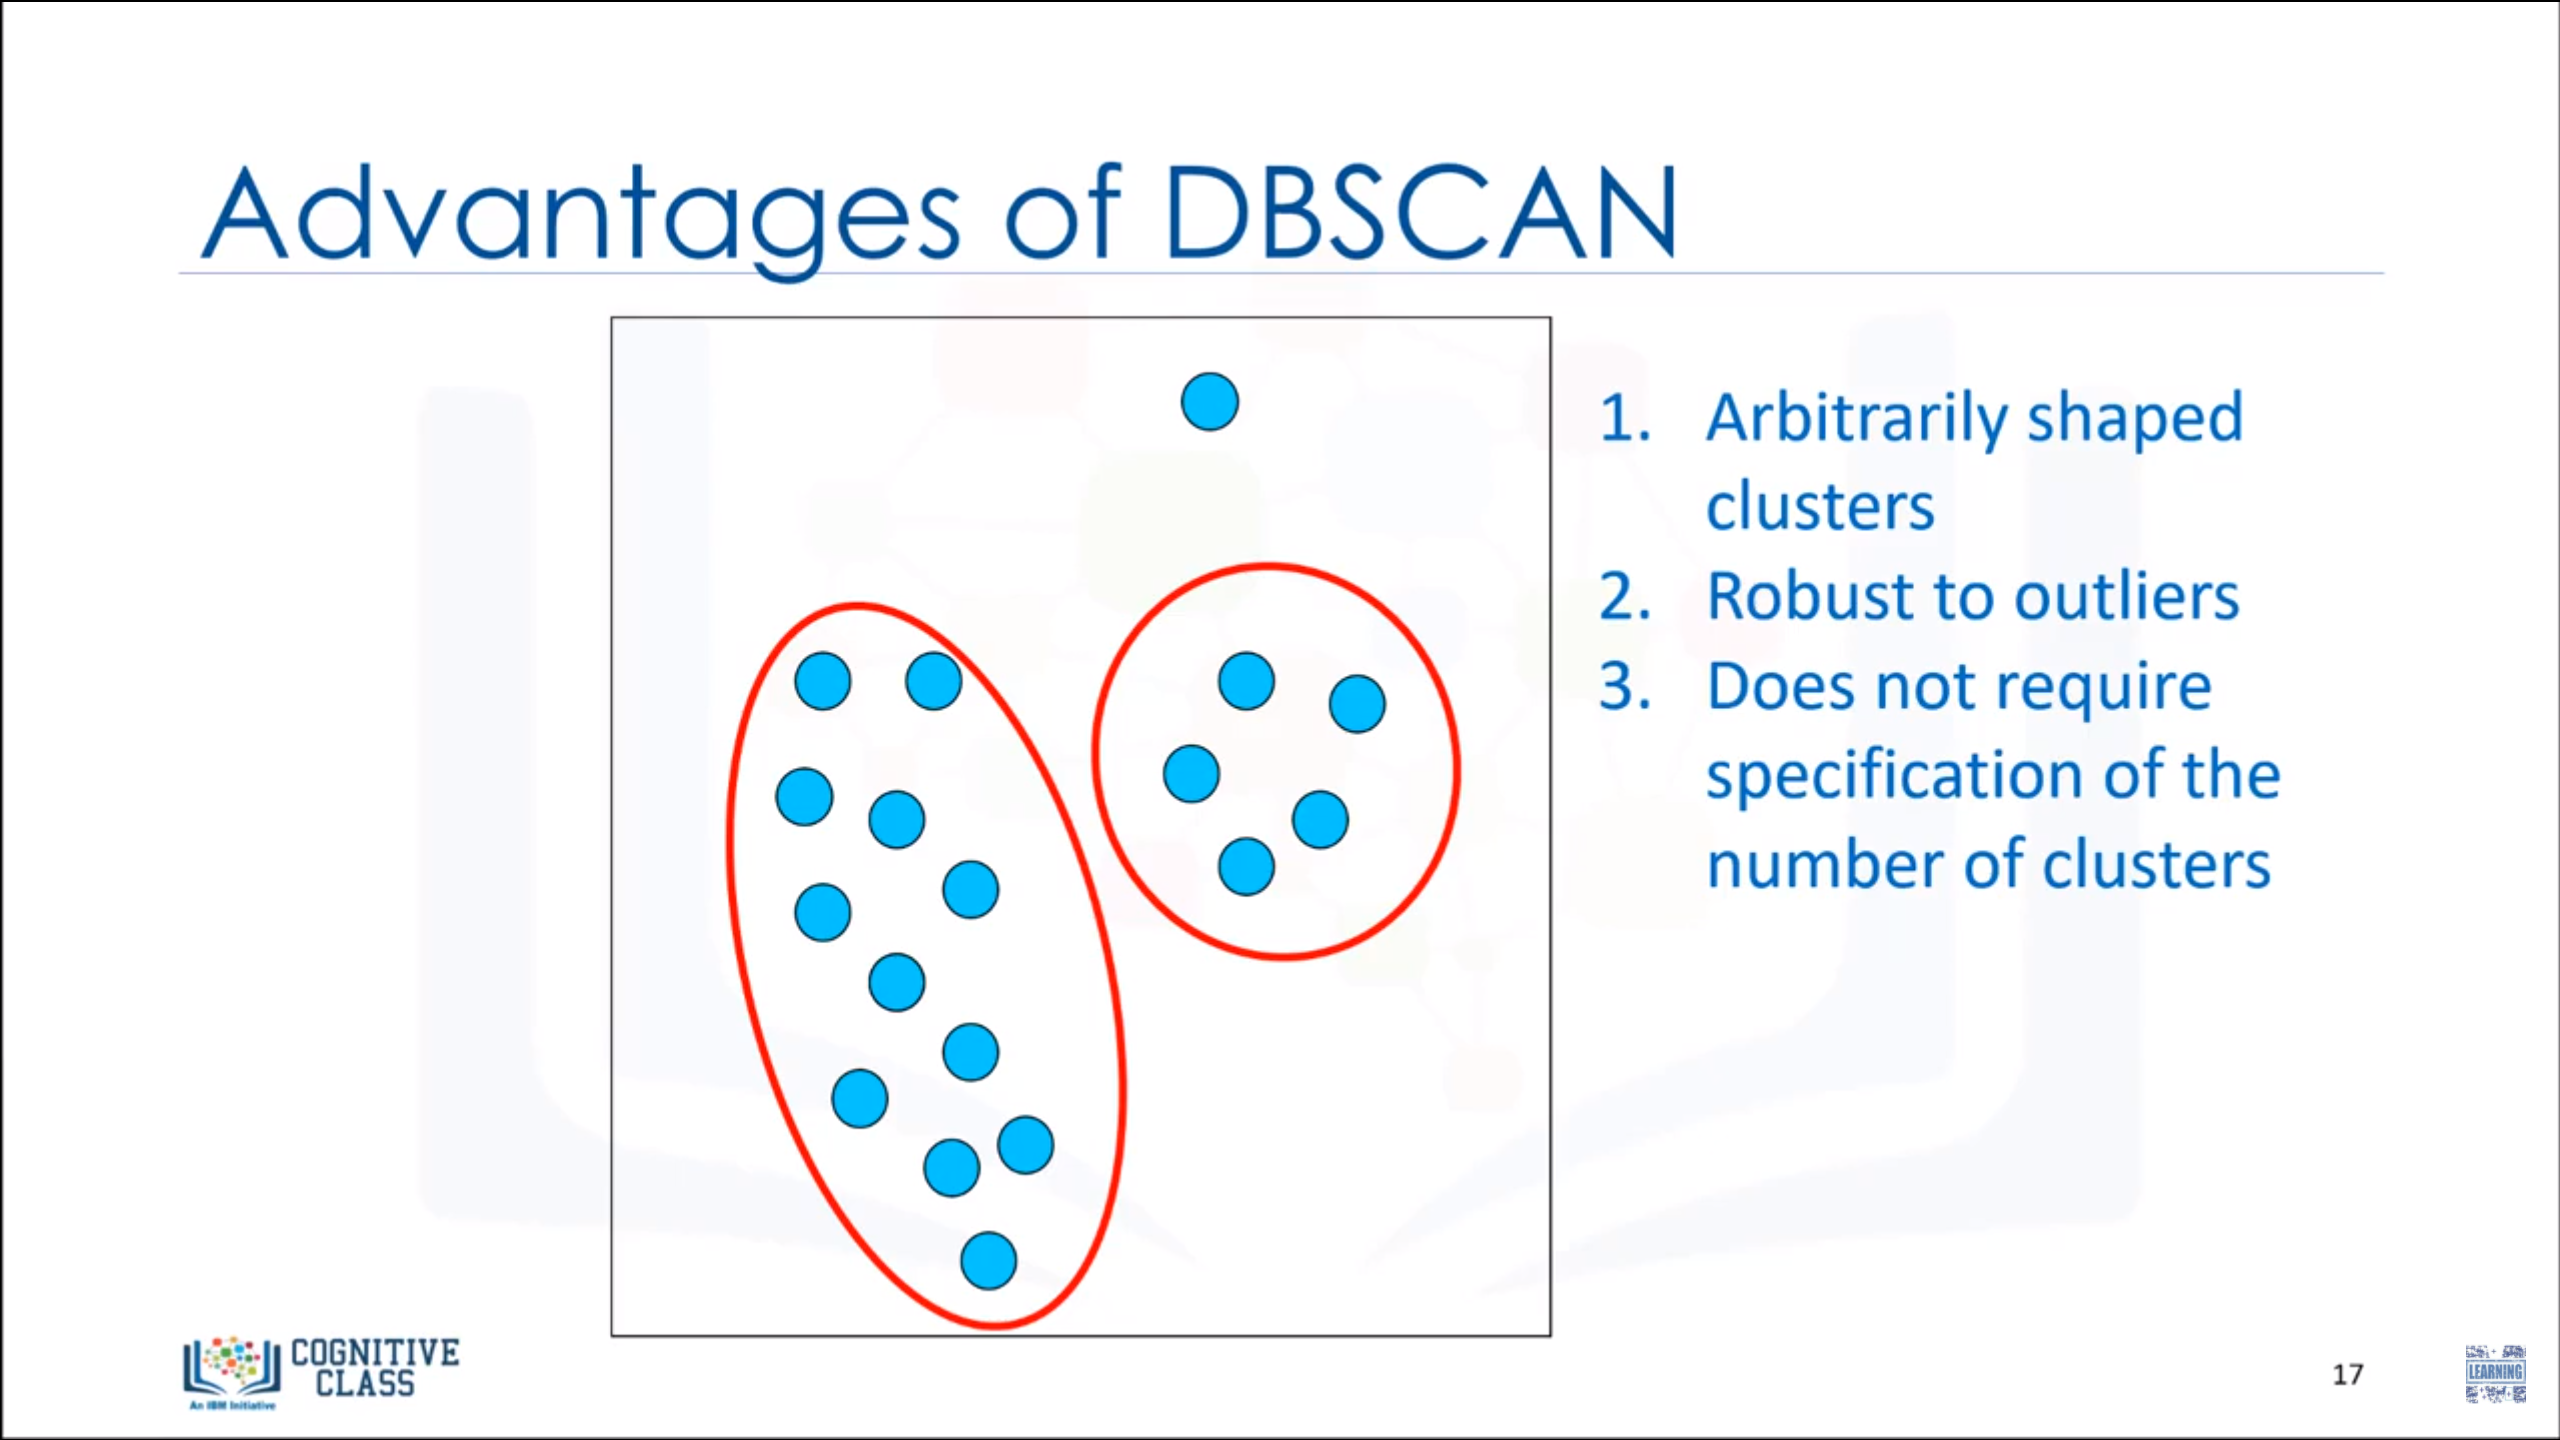 Advantages of DBSCAN
1. Arbitrarily shaped
clusters
2. Robust to outliers
3. Does not require
specification of the
number of clusters
COGNITIVE
CLASS
An IBM Initiative
17
LEARNING